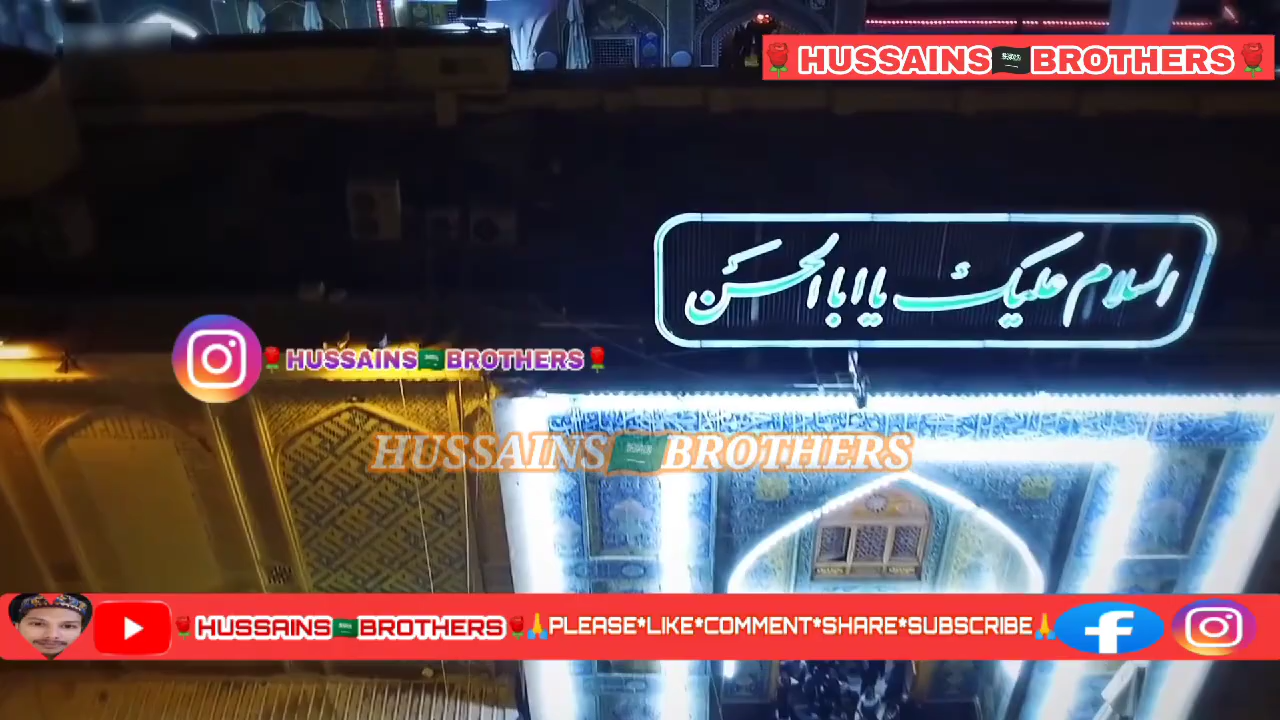 🌹HUSSAINS🇸🇦BROTHERS🌹
السلام عليك يا ابا الحسن
🌹HUSSAINS🇸🇦BROTHERS🌹
HUSSAINS🇸🇦BROTHERS
🌹HUSSAINS🇸🇦BROTHERS🌹🙏PLEASE*LIKE*COMMENT*SHARE*SUBSCRIBE🙏